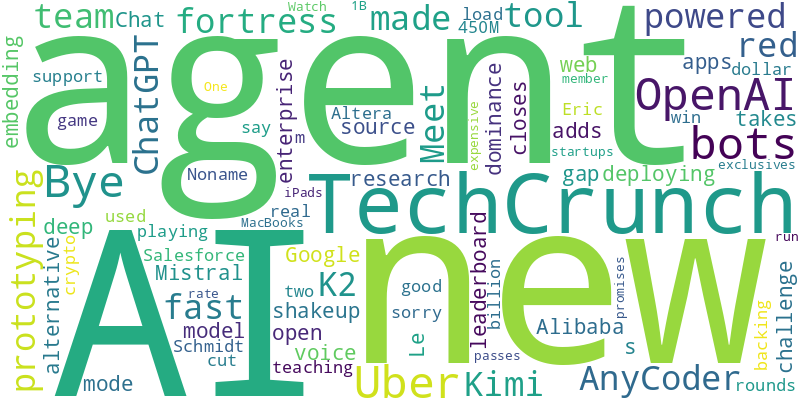 agent
new
AI
TechCrunch
bots
OpenAI
Bye
fast
Uber
fortress
tool
powered
team
made
red
Meet
ChatGPT
prototyping
K2
Kimi
AnyCoder
Chat
Watch
1B
load
450M
web
apps
member
dollar
embedding
support
game
One
Altera
source
say
enterprise
m
Noname
iPads
research
real
MacBooks
expensive
dominance
closes
adds
Eric
win
takes
startups
exclusives
gap
deploying
deep
used
playing
alternative
crypto
Salesforce
Mistral
rate
model
Schmidt
cut
mode
Google
two
good
shakeup
sorry
open
voice
teaching
Le
leaderboard
billion
passes
promises
Alibaba
s
run
backing
challenge
rounds